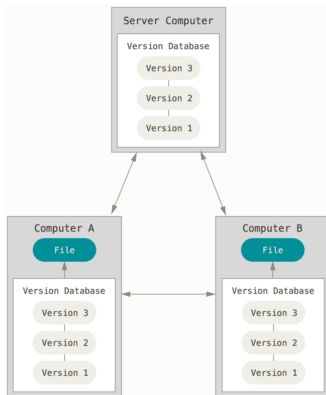 Server Computer
Version Database
Version 3
Version 2
Version 1
Computer A
File
Version Database
Version 3
Version 2
Version 1
Computer B
File
Version Database
Version 3
Version 2
Version 1